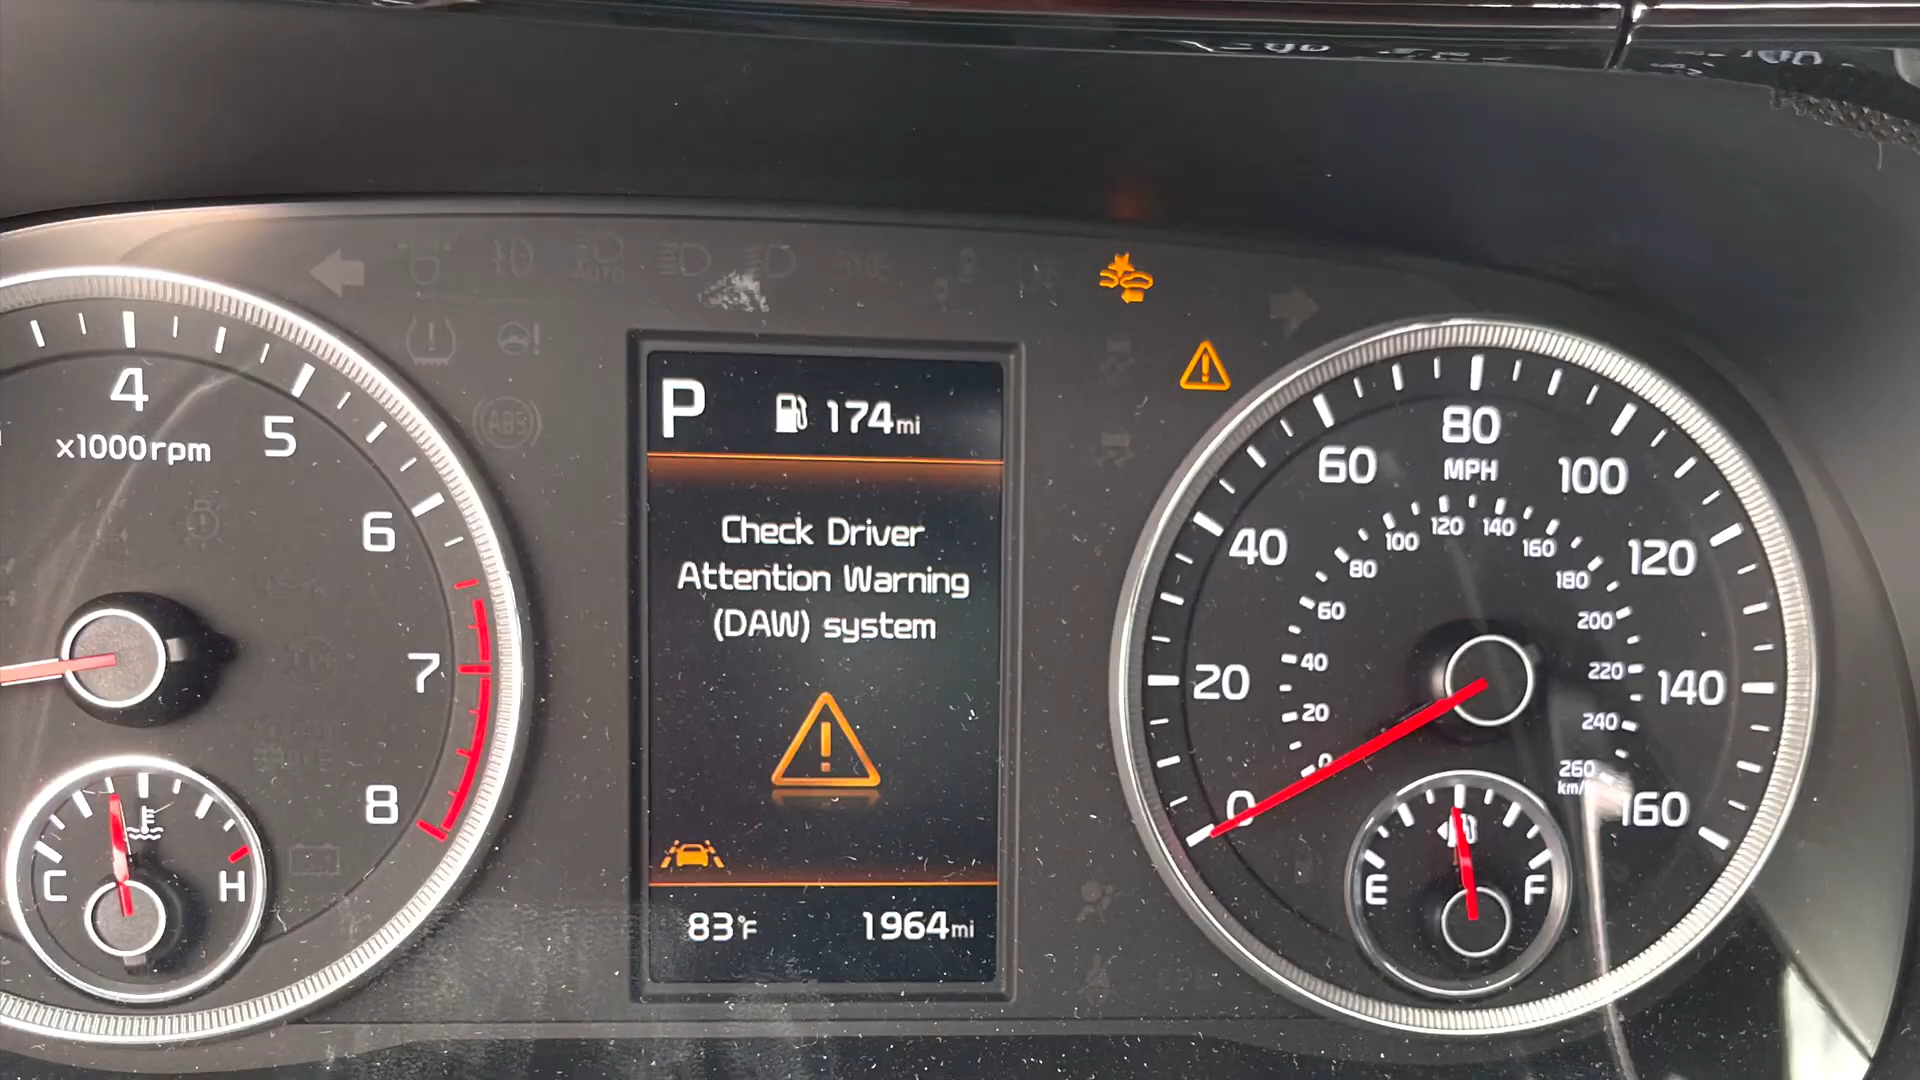 4
5
6
7
8
x1000rpm
C
H
ABS
AUTO
P
174mi
Check Driver
Attention Warning
(DAW) system
83°F
1964mi
0
20
40
60
80
100
120
140
160
MPH
0
20
40
60
80
100
120
140
160
180
200
220
240
260
E
F